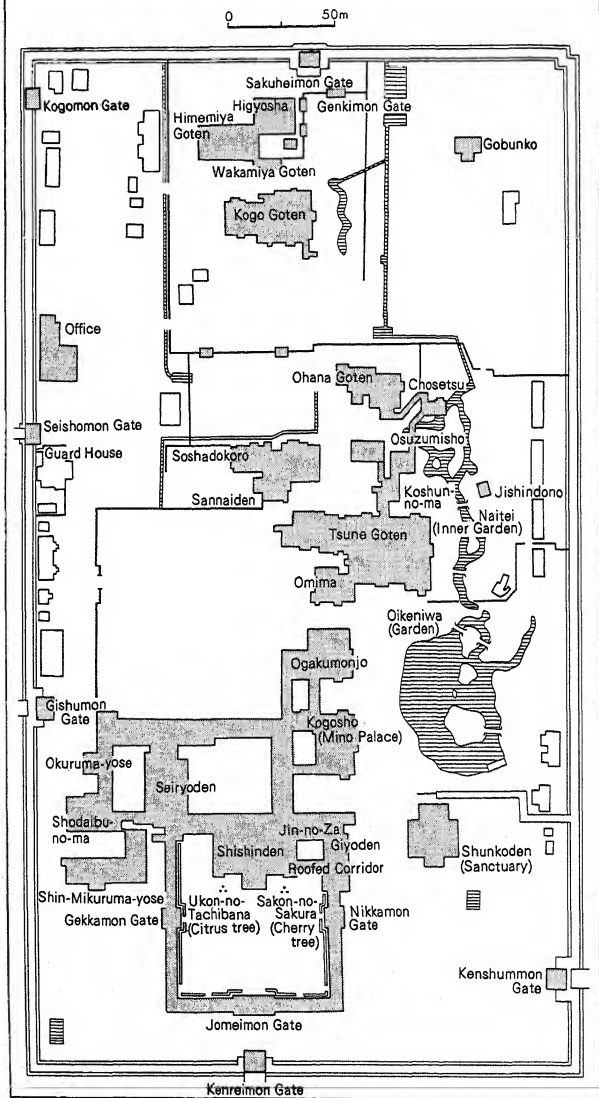 0 50m
Sakuheimon Gate
Kogomon Gate
Higyosha
Genkimon Gate
Himemiya
Goten
Gobunko
Wakamiya Goten
Kogo Goten
Office
Ohana Goten
Chosetsu
Seishomon Gate
Osuzumisho
Guard House
Soshadokoro
Sannaiden
Koshun-
no-ma
Jishindono
Naitei
(Inner Garden)
Tsune Goten
Omima
Oikeniwa
(Garden)
Ogakumonjo
Gishumon
Gate
Kogosho
(Mino Palace)
Okuruma-yose
Seiryoden
Shodaibu-
no-ma
Jin-no-Za
Giyoden
Shishinden
Roofed Corridor
Shunkoden
(Sanctuary)
Shin-Mikuruma-yose
Ukon-no-
Tachibana
(Citrus tree)
Sakon-no-
Sakura
(Cherry
tree)
Gekkamon Gate
Nikkamon
Gate
Kenshummon
Gate
Jomeimon Gate
Kenreimon Gate